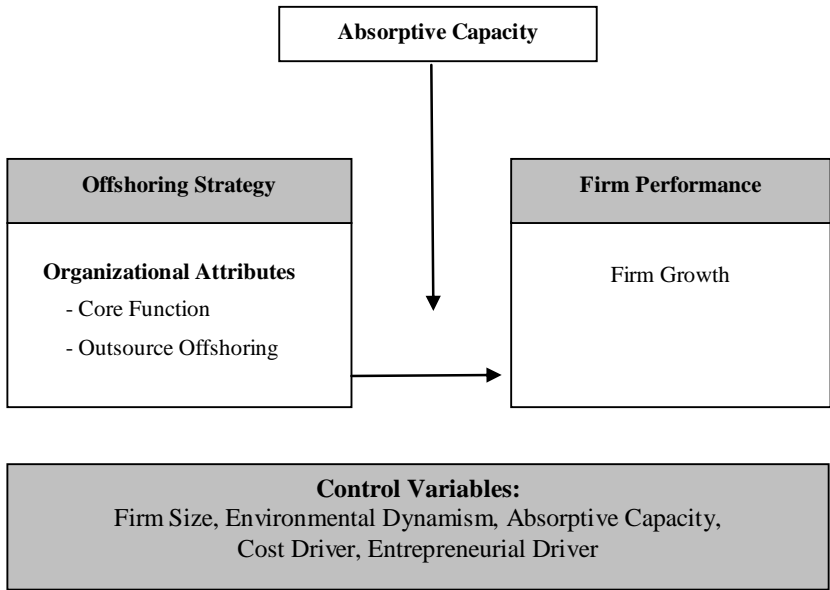 Absorptive Capacity
Offshoring Strategy
Organizational Attributes
- Core Function
- Outsource Offshoring
Firm Performance
Firm Growth
Control Variables:
Firm Size, Environmental Dynamism, Absorptive Capacity,
Cost Driver, Entrepreneurial Driver